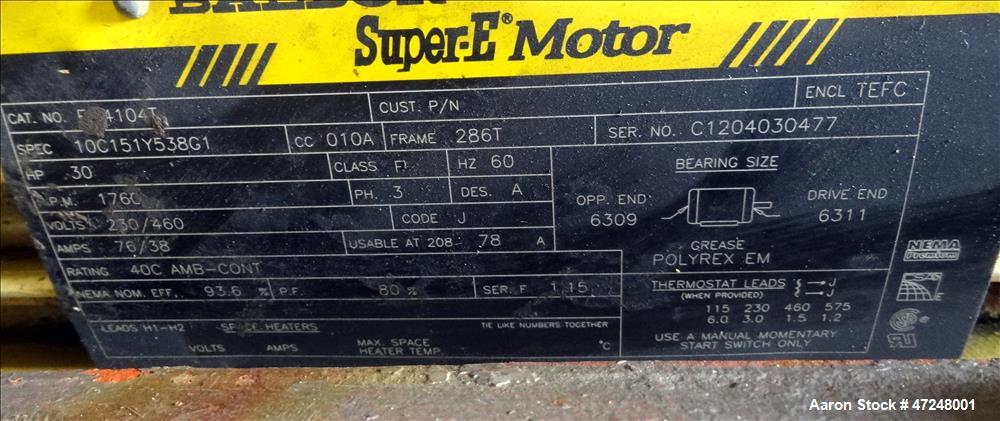 Super-E® Motor
CAT. NO.
CUST. P/N
ENCL TEFC
SPEC 10C151Y538G1
CC 010A
FRAME 286T
SER. NO. C1204030477
HP 30
CLASS F
HZ 60
BEARING SIZE
R.P.M. 1760
PH. 3
DES. A
OPP. END
6309
DRIVE END
6311
VOLTS 230/460
CODE J
AMPS 76/38
USABLE AT 208 78 A
GREASE
POLYREX EM
RATING 40C AMB-CONT
NEMA NOM. EFF. 93.6 %
P.F. 80 %
SER.F 1.15
THERMOSTAT LEADS
(WHEN PROVIDED)
115 230 460 575
6.0 3.0 1.5 1.2
USE A MANUAL MOMENTARY
START SWITCH ONLY
LEADS H1-H2 SPACE HEATERS
TIE LIKE NUMBERS TOGETHER
VOLTS AMPS
MAX. SPACE
HEATER TEMP. °C
NEMA
Premium
Aaron Stock # 47248001